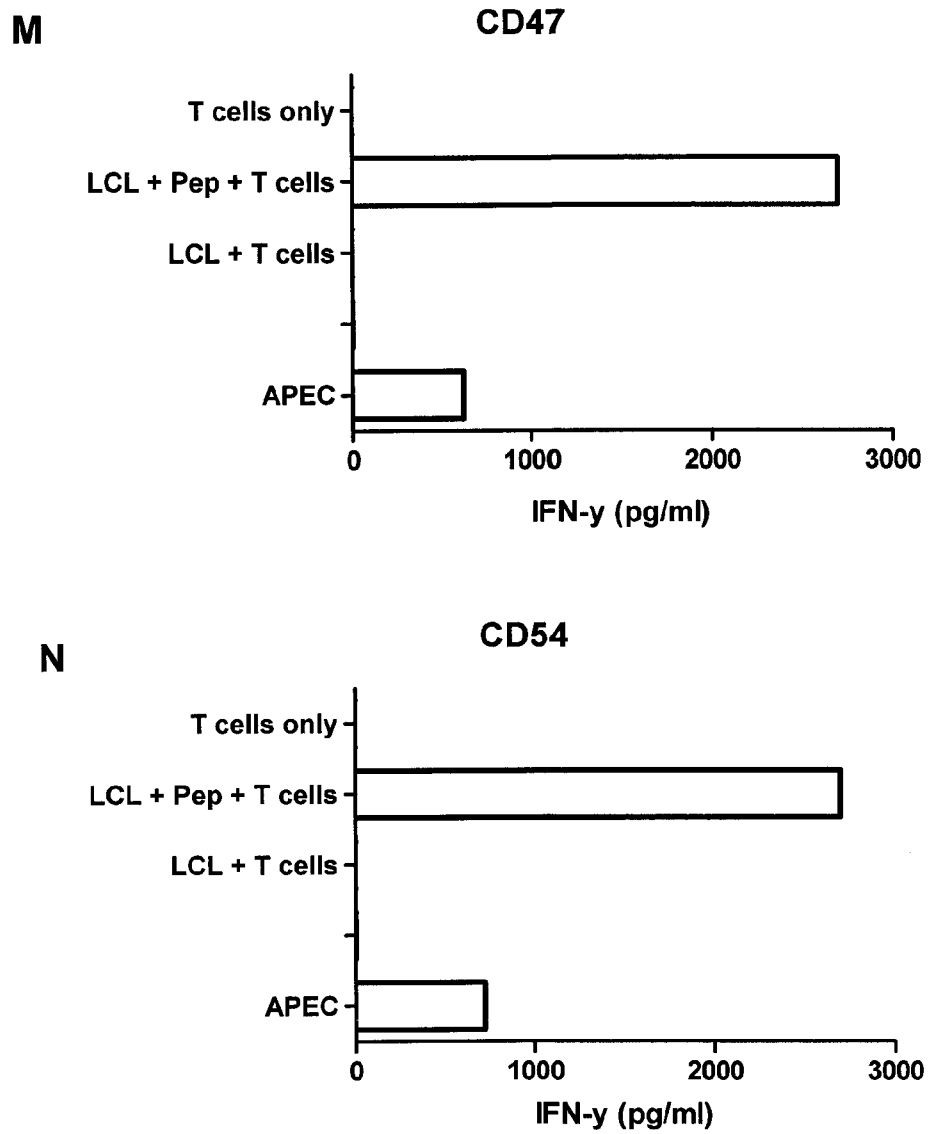 M
CD47
T cells only
LCL + Pep + T cells
LCL + T cells
APEC
0 1000 2000 3000
IFN-y (pg/ml)
N
CD54
T cells only
LCL + Pep + T cells
LCL + T cells
APEC
0 1000 2000 3000
IFN-y (pg/ml)